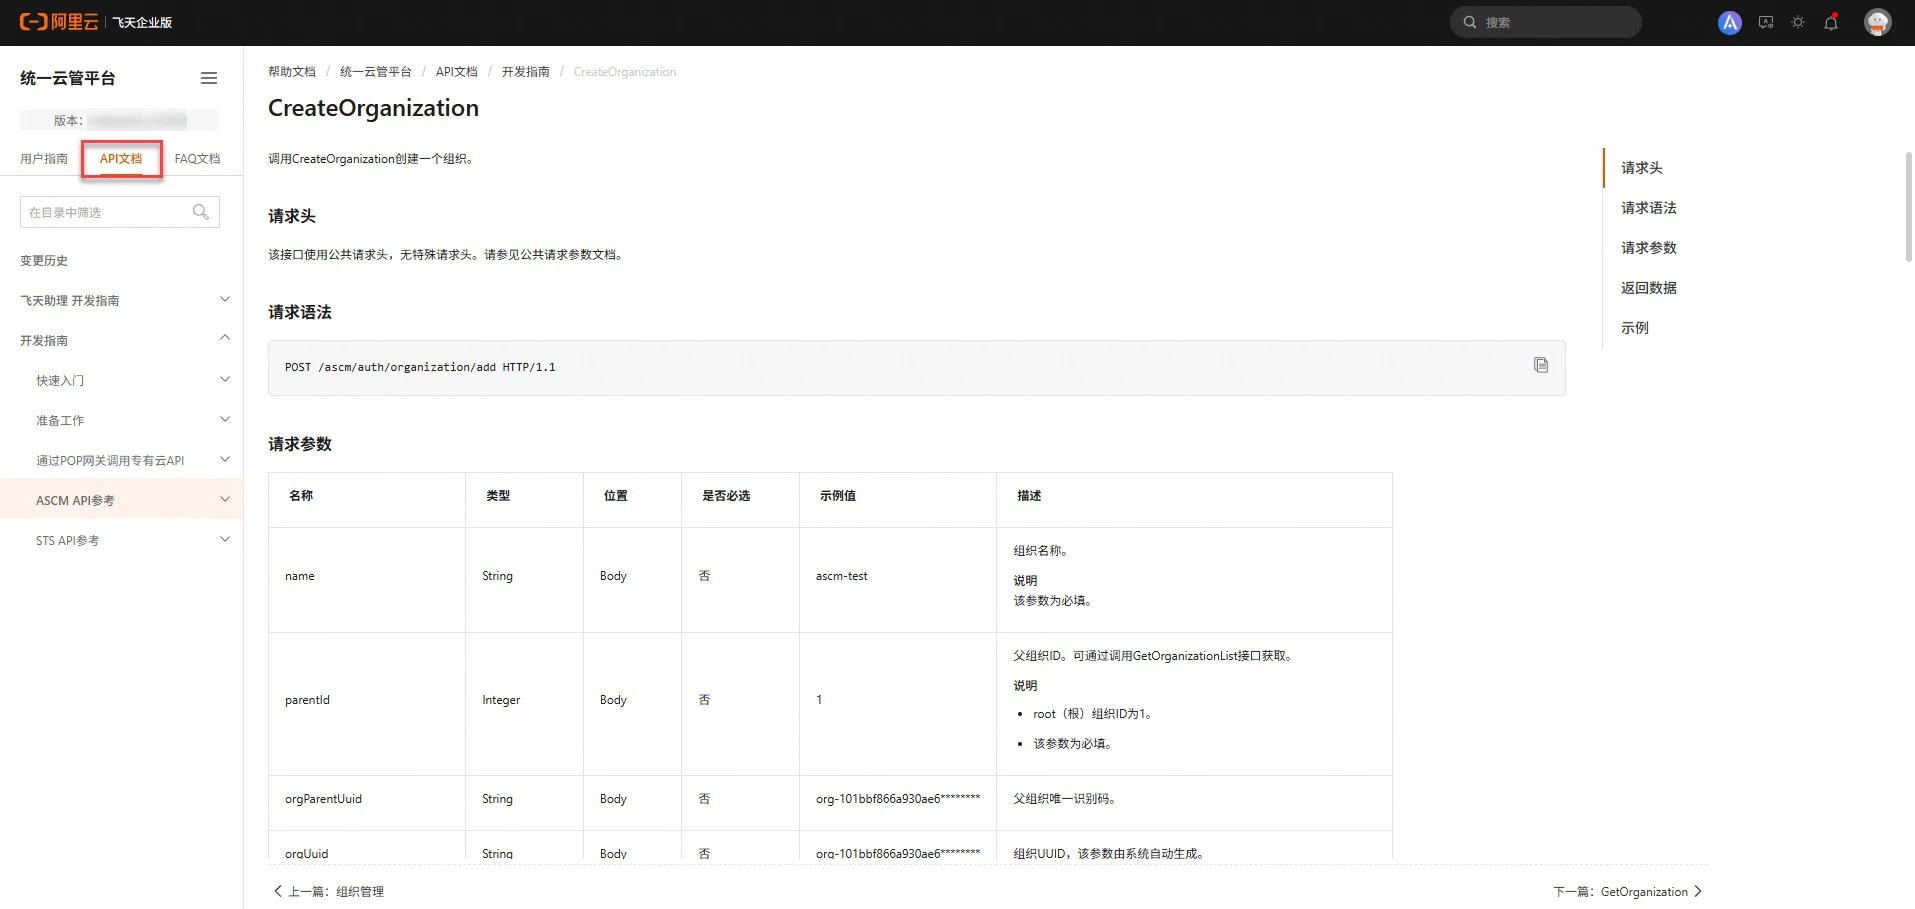 阿里云 飞天企业版
搜索
统一云管平台
版本：
用户指南 API文档 FAQ文档
在目录中筛选
变更历史
飞天助理 开发指南
开发指南
快速入门
准备工作
通过POP网关调用专有云API
ASCM API参考
STS API参考
帮助文档 / 统一云管平台 / API文档 / 开发指南 / CreateOrganization
CreateOrganization
调用CreateOrganization创建一个组织。
请求头
该接口使用公共请求头，无特殊请求头。请参见公共请求参数文档。
请求语法
POST /ascm/auth/organization/add HTTP/1.1
请求参数
名称 类型 位置 是否必选 示例值 描述
name String Body 否 ascm-test 组织名称。
说明
该参数为必填。
parentId Integer Body 否 1 父组织ID。可通过调用GetOrganizationList接口获取。
说明
• root（根）组织ID为1。
• 该参数为必填。
orgParentUuid String Body 否 org-101bbf866a930ae6******** 父组织唯一识别码。
orgUuid String Body 否 org-101bbf866a930ae6******** 组织UUID，该参数由系统自动生成。
上一篇：组织管理
下一篇：GetOrganization
请求头
请求语法
请求参数
返回数据
示例